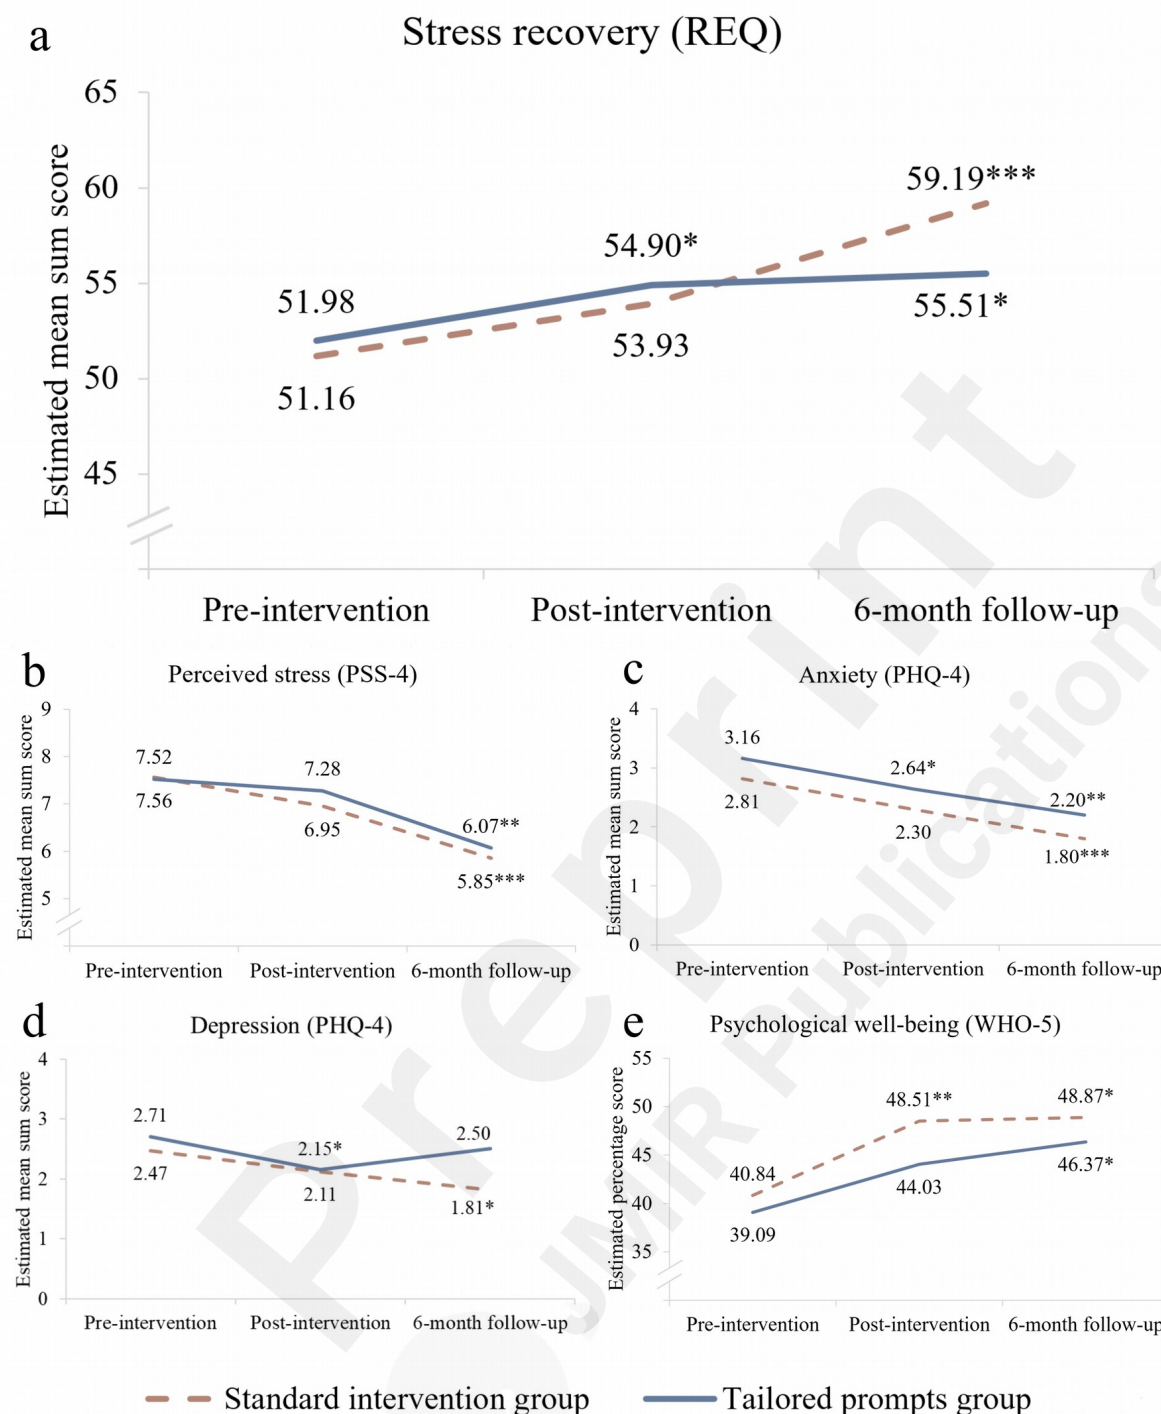 a
Stress recovery (REQ)
Estimated mean sum score
65
60
55
50
45
51.98
51.16
54.90*
53.93
59.19***
55.51*
Pre-intervention Post-intervention 6-month follow-up
b
Perceived stress (PSS-4)
Estimated mean sum score
9
8
7
6
5
7.52
7.56
7.28
6.95
6.07**
5.85***
Pre-intervention Post-intervention 6-month follow-up
c
Anxiety (PHQ-4)
Estimated mean sum score
4
3
2
1
0
3.16
2.81
2.64*
2.30
2.20**
1.80***
Pre-intervention Post-intervention 6-month follow-up
d
Depression (PHQ-4)
Estimated mean sum score
4
3
2
1
0
2.71
2.47
2.15*
2.11
2.50
1.81*
Pre-intervention Post-intervention 6-month follow-up
e
Psychological well-being (WHO-5)
Estimated percentage score
55
50
45
40
35
40.84
39.09
48.51**
44.03
48.87*
46.37*
Pre-intervention Post-intervention 6-month follow-up
Standard intervention group Tailored prompts group
Preprint
JMIR Publications